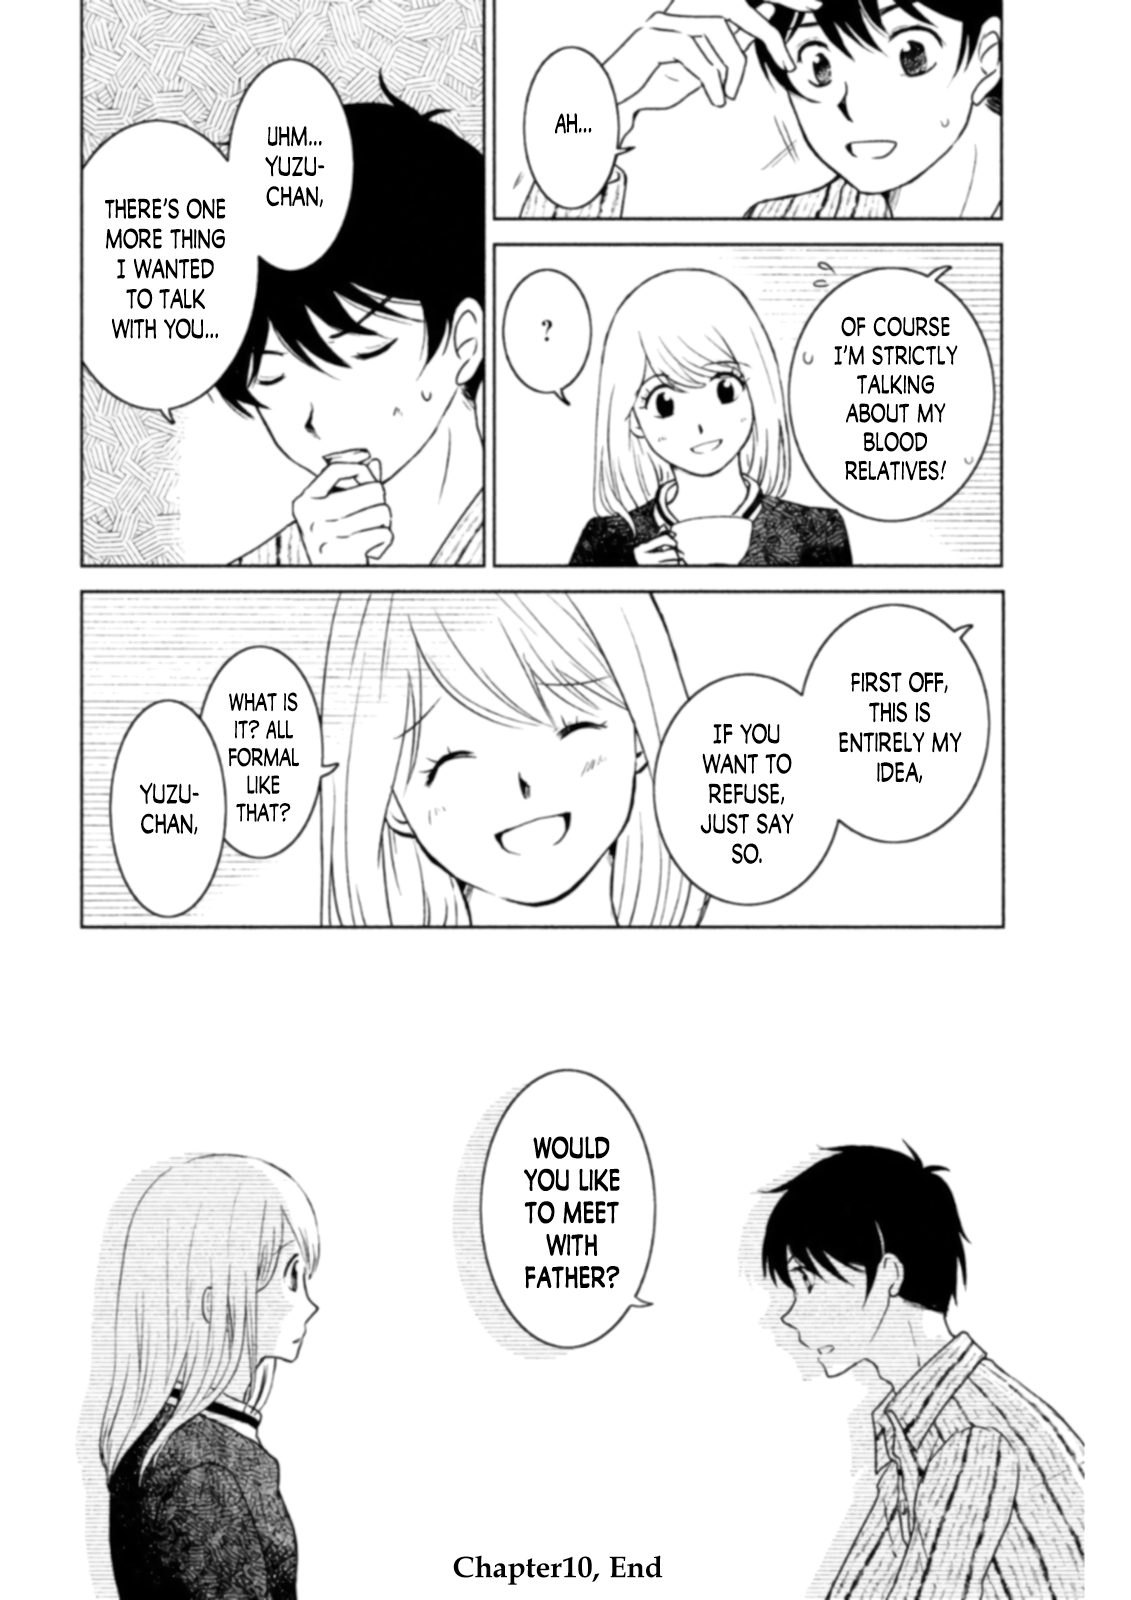 AH...
OF COURSE
I'M STRICTLY
TALKING
ABOUT MY
BLOOD
RELATIVES!
?
UHM...
YUZU-
CHAN,
THERE'S ONE
MORE THING
I WANTED
TO TALK
WITH YOU...
FIRST OFF,
THIS IS
ENTIRELY MY
IDEA,
IF YOU
WANT TO
REFUSE,
JUST SAY
SO.
WHAT IS
IT? ALL
FORMAL
LIKE
THAT?
YUZU-
CHAN,
WOULD
YOU LIKE
TO MEET
WITH
FATHER?
Chapter10, End